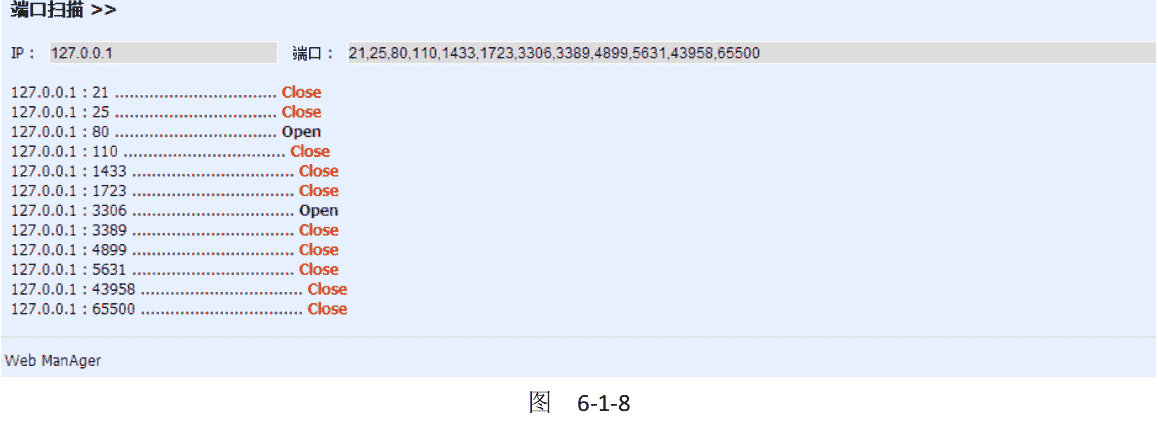 端口扫描 >>
IP： 127.0.0.1 端口： 21,25,80,110,1433,1723,3306,3389,4899,5631,43958,65500
127.0.0.1 : 21 ................................. Close
127.0.0.1 : 25 ................................. Close
127.0.0.1 : 80 ................................. Open
127.0.0.1 : 110 ................................. Close
127.0.0.1 : 1433 ................................. Close
127.0.0.1 : 1723 ................................. Close
127.0.0.1 : 3306 ................................. Open
127.0.0.1 : 3389 ................................. Close
127.0.0.1 : 4899 ................................. Close
127.0.0.1 : 5631 ................................. Close
127.0.0.1 : 43958 ................................. Close
127.0.0.1 : 65500 ................................. Close
Web ManAger
图 6-1-8